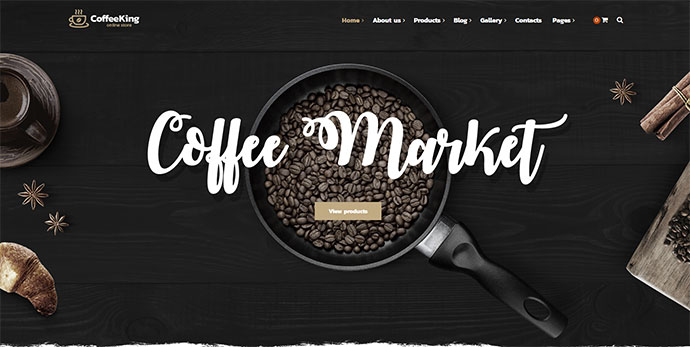 CoffeeKing
online store
Home About us Products Blog Gallery Contacts Pages 0
Coffee Market
View products